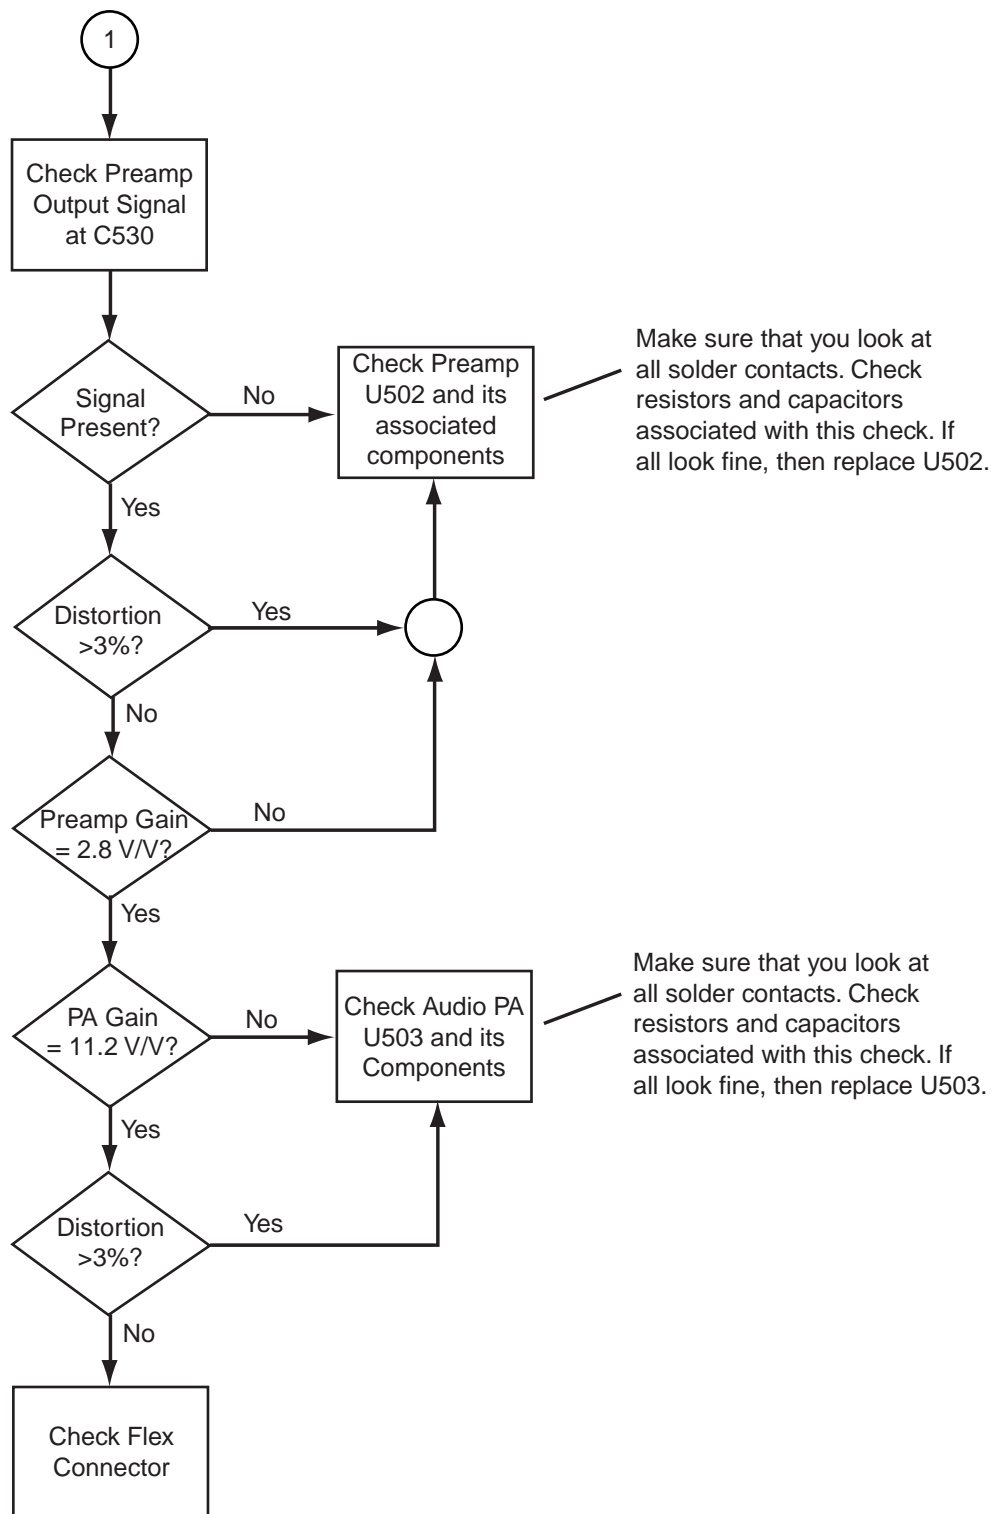 1
Check Preamp
Output Signal
at C530
Signal
Present?
No
Check Preamp
U502 and its
associated
components
Make sure that you look at
all solder contacts. Check
resistors and capacitors
associated with this check. If
all look fine, then replace U502.
Yes
Distortion
>3%?
Yes
No
Preamp Gain
= 2.8 V/V?
No
Yes
PA Gain
= 11.2 V/V?
No
Check Audio PA
U503 and its
Components
Make sure that you look at
all solder contacts. Check
resistors and capacitors
associated with this check. If
all look fine, then replace U503.
Yes
Distortion
>3%?
Yes
No
Check Flex
Connector